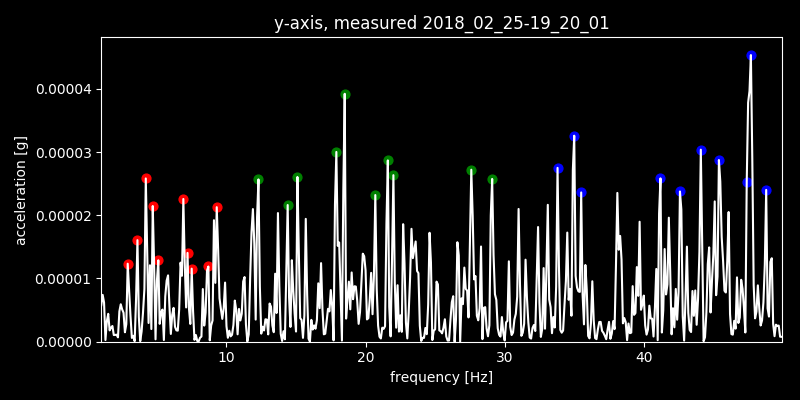 y-axis, measured 2018_02_25-19_20_01
acceleration [g]
0.00004
0.00003
0.00002
0.00001
0.00000
10 20 30 40
frequency [Hz]